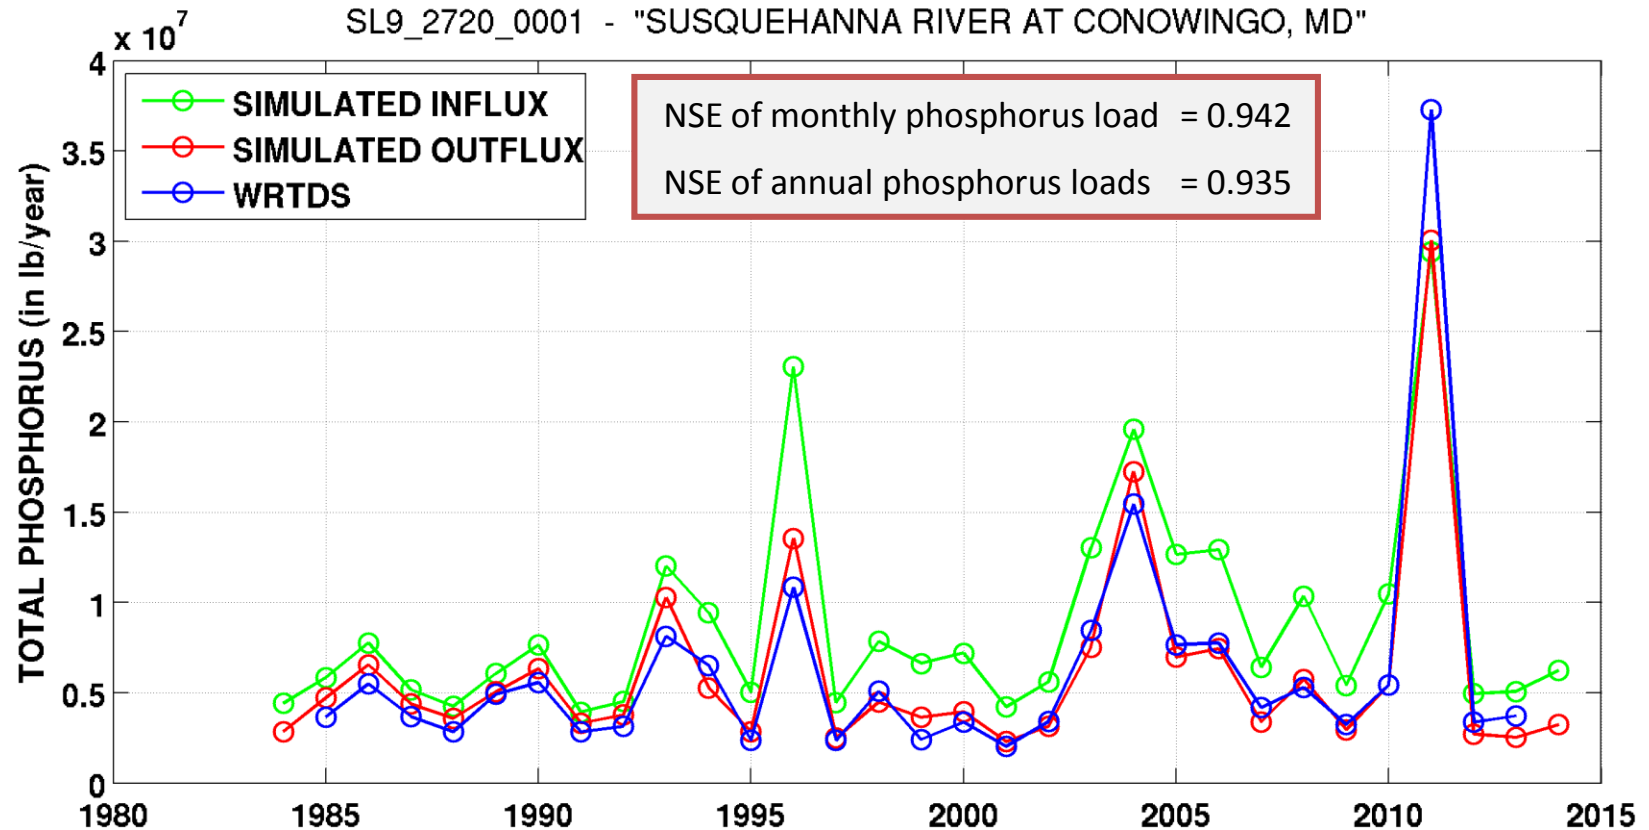 SL9_2720_0001 - "SUSQUEHANNA RIVER AT CONOWINGO, MD"
x 10^7
SIMULATED INFLUX
SIMULATED OUTFLUX
WRTDS
NSE of monthly phosphorus load = 0.942
NSE of annual phosphorus loads = 0.935
TOTAL PHOSPHORUS (in lb/year)
4
3.5
3
2.5
2
1.5
1
0.5
0
1980 1985 1990 1995 2000 2005 2010 2015